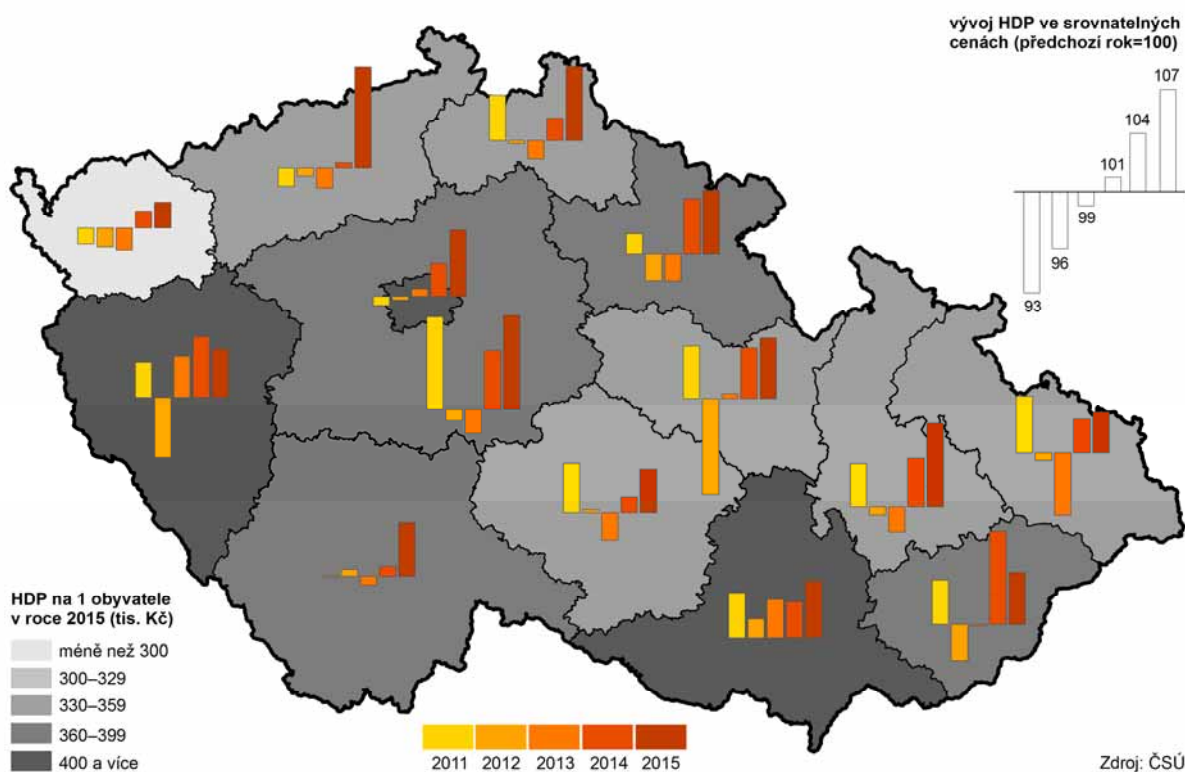 vývoj HDP ve srovnatelných
cenách (předchozí rok=100)
107
104
101
99
96
93
HDP na 1 obyvatele
v roce 2015 (tis. Kč)
méně než 300
300–329
330–359
360–399
400 a více
2011 2012 2013 2014 2015
Zdroj: ČSÚ